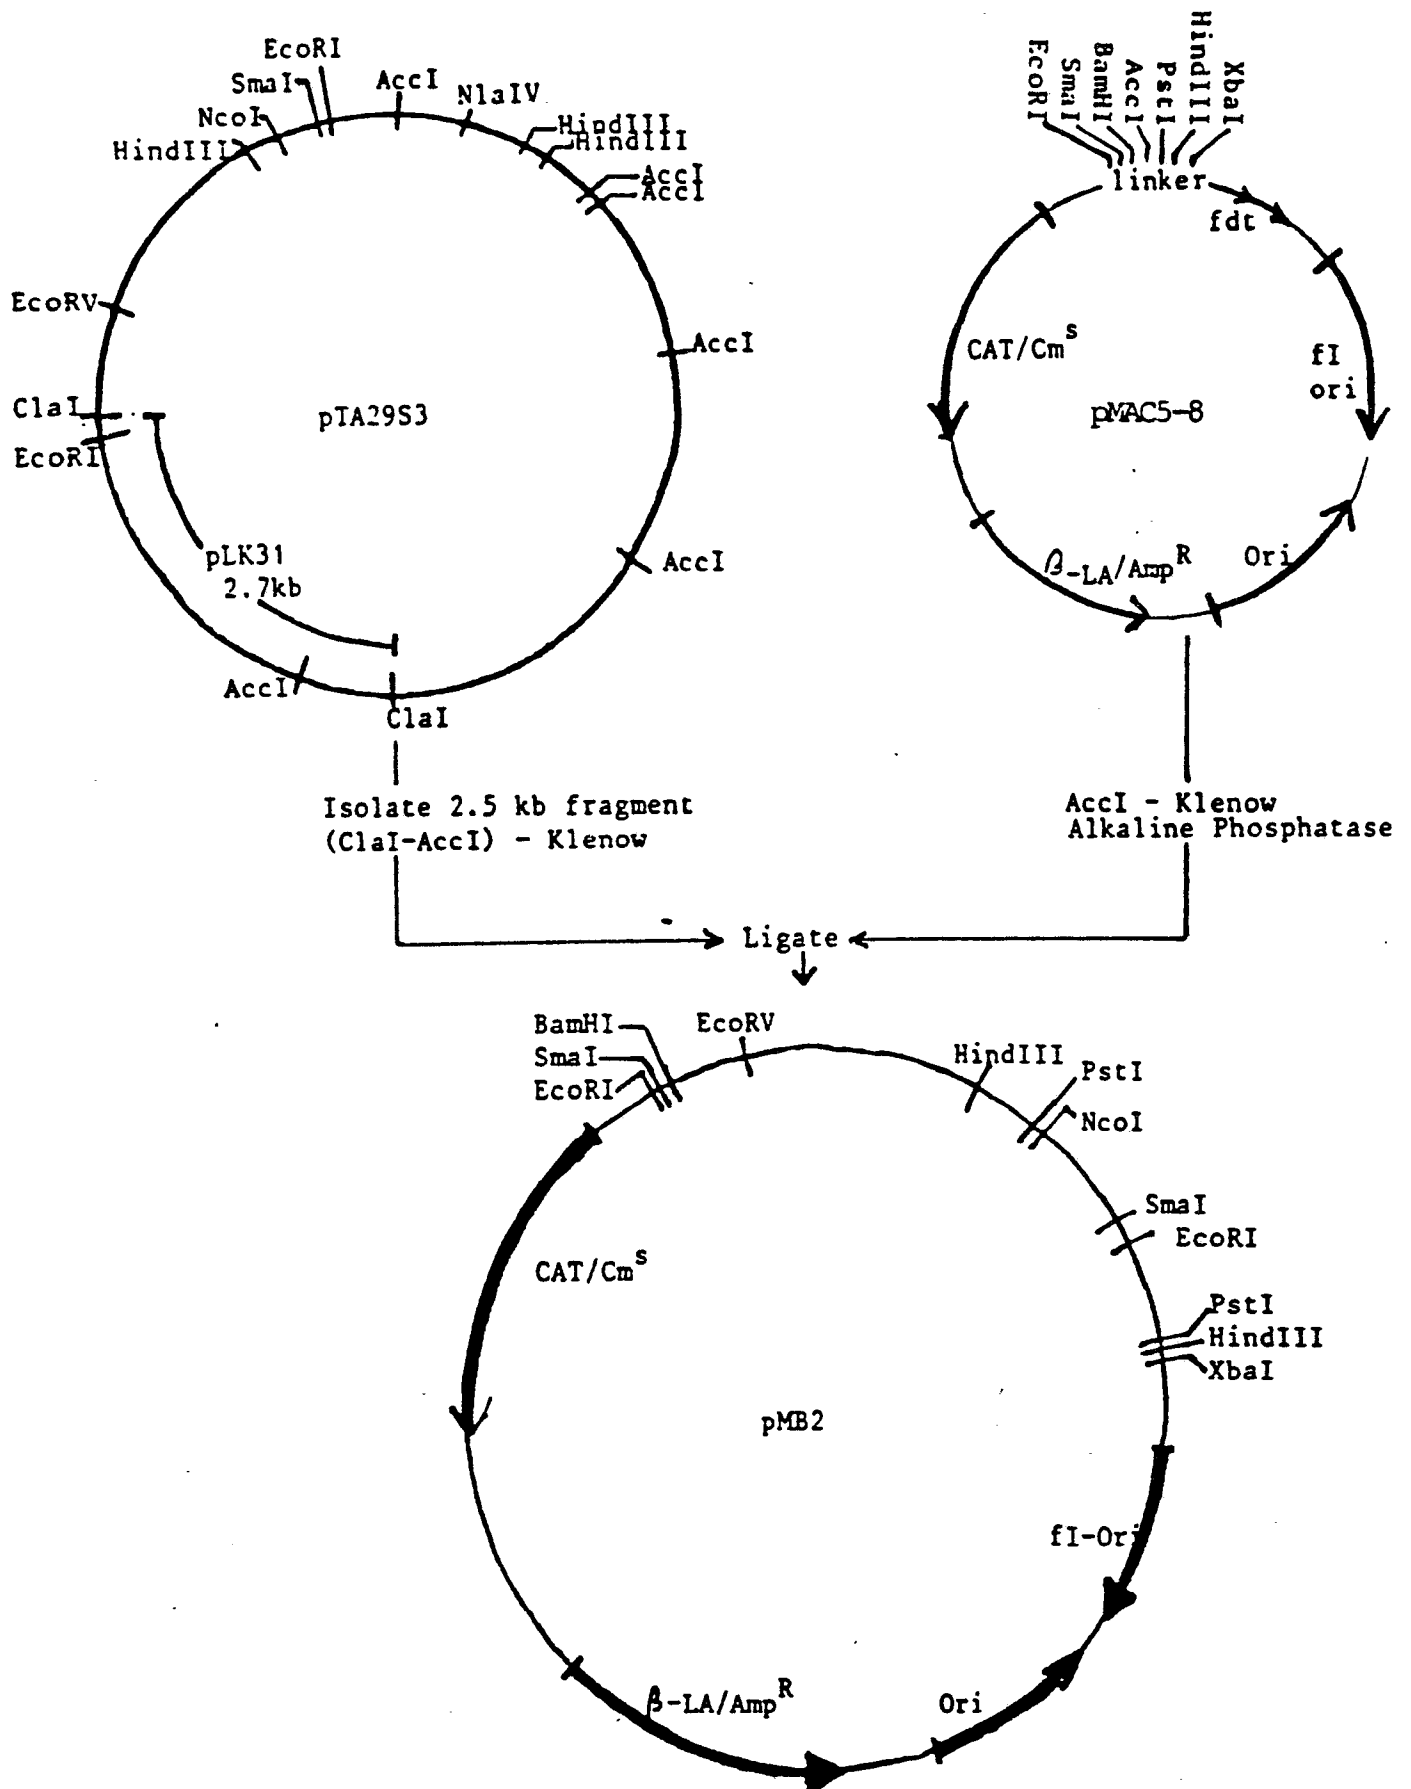 EcoRI
SmaI
NcoI
HindIII
AccI
NlaIV
HindIII
HindIII
AccI
AccI
EcoRV
ClaI
EcoRI
pTA29S3
AccI
AccI
pLK31
2.7kb
AccI
ClaI
EcoRI
SmaI
BamHI
AccI
PstI
HindIII
XbaI
linker
fdt
CAT/Cm^s
fI
ori
pMAC5-8
β-LA/Amp^R
Ori
Isolate 2.5 kb fragment
(ClaI-AccI) - Klenow
AccI - Klenow
Alkaline Phosphatase
Ligate
BamHI
SmaI
EcoRI
EcoRV
HindIII
PstI
NcoI
SmaI
EcoRI
PstI
HindIII
XbaI
CAT/Cm^s
pMB2
fI-Ori
β-LA/Amp^R
Ori